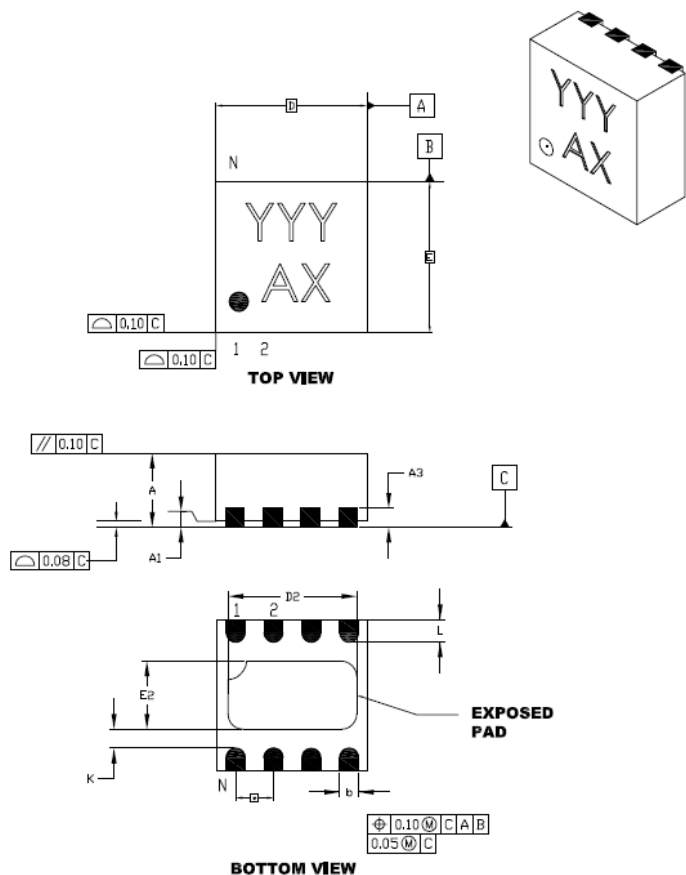 YYY
AX
D
A
B
N
YYY
AX
E
⌓ 0.10 C
⌓ 0.10 C
1 2
TOP VIEW
// 0.10 C
A
A3
C
A1
⌓ 0.08 C
D2
1 2
L
E2
EXPOSED
PAD
K
N
e
b
⌖ 0.10 Ⓜ C A B
0.05 Ⓜ C
BOTTOM VIEW